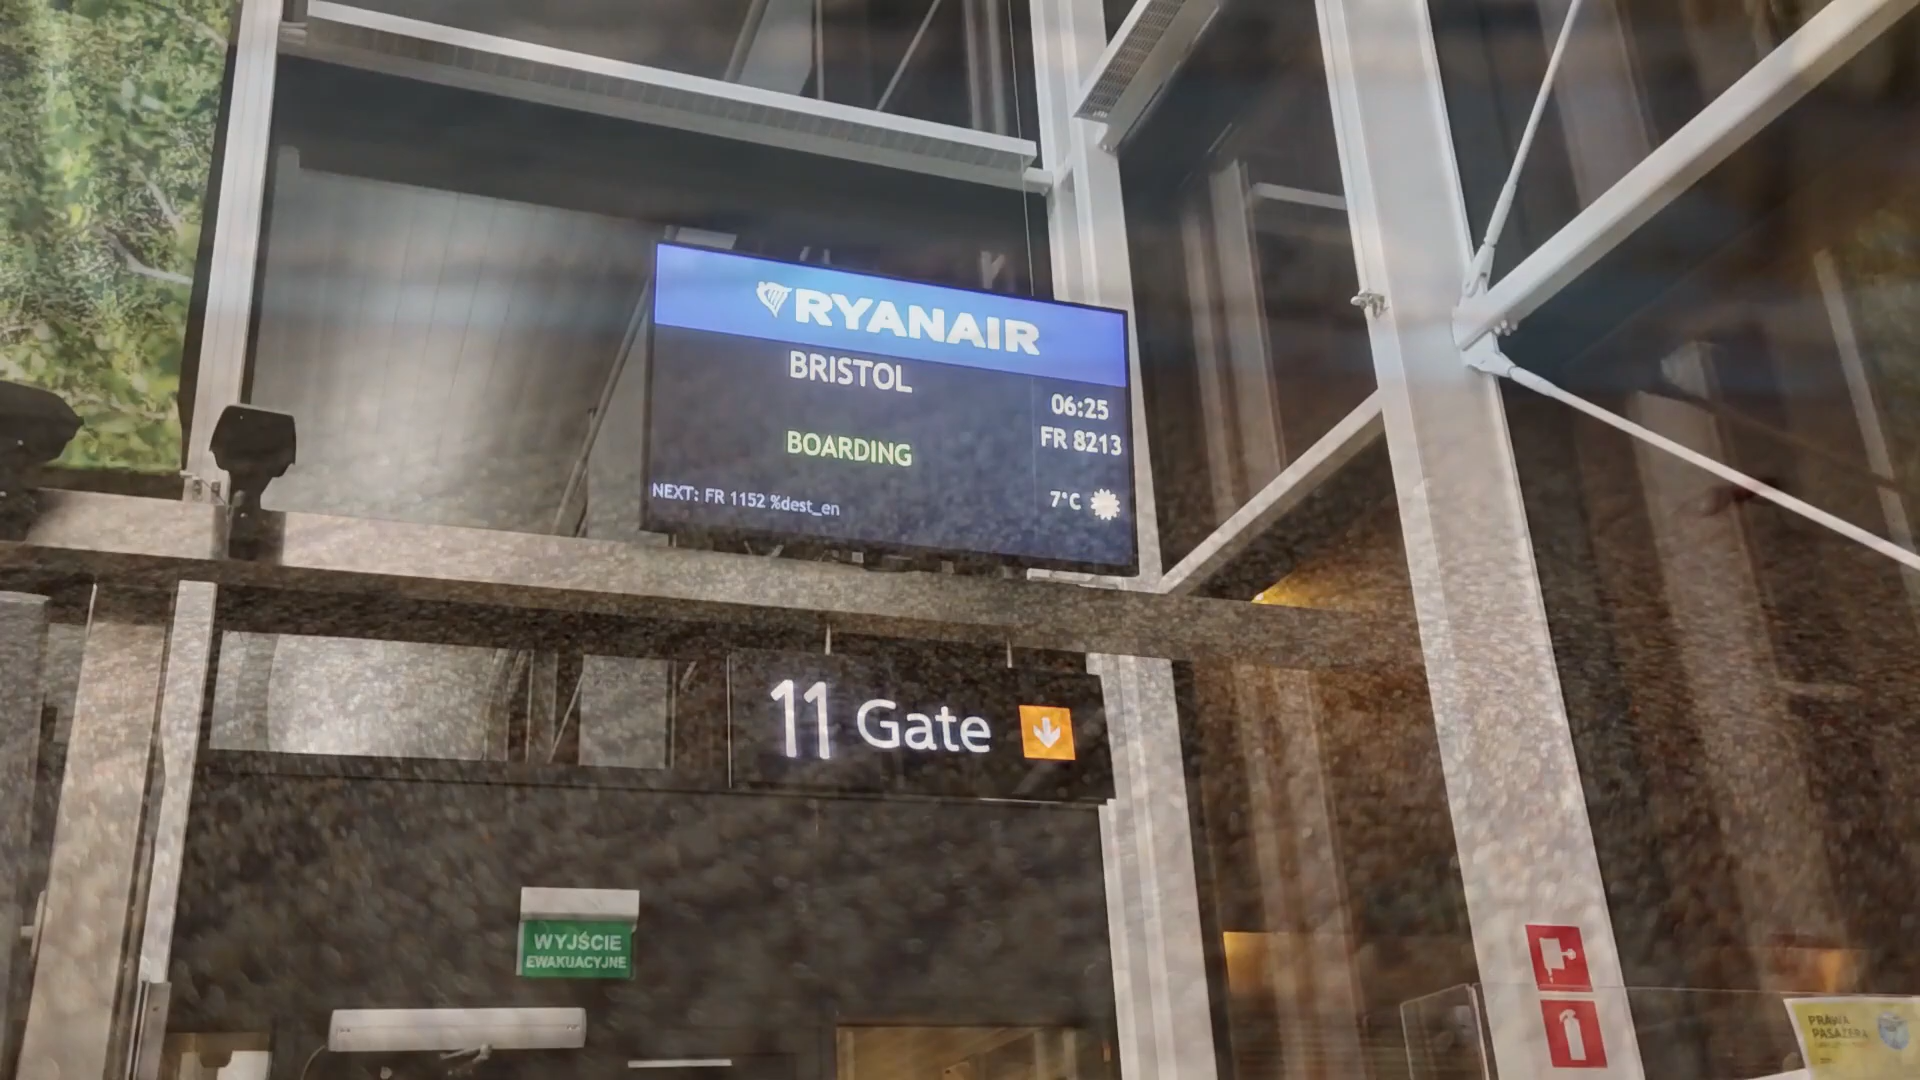 RYANAIR
BRISTOL
06:25
FR 8213
BOARDING
NEXT: FR 1152 %dest_en
7°C
11 Gate
WYJŚCIE
EWAKUACYJNE
PRAWA
PASAŻERA